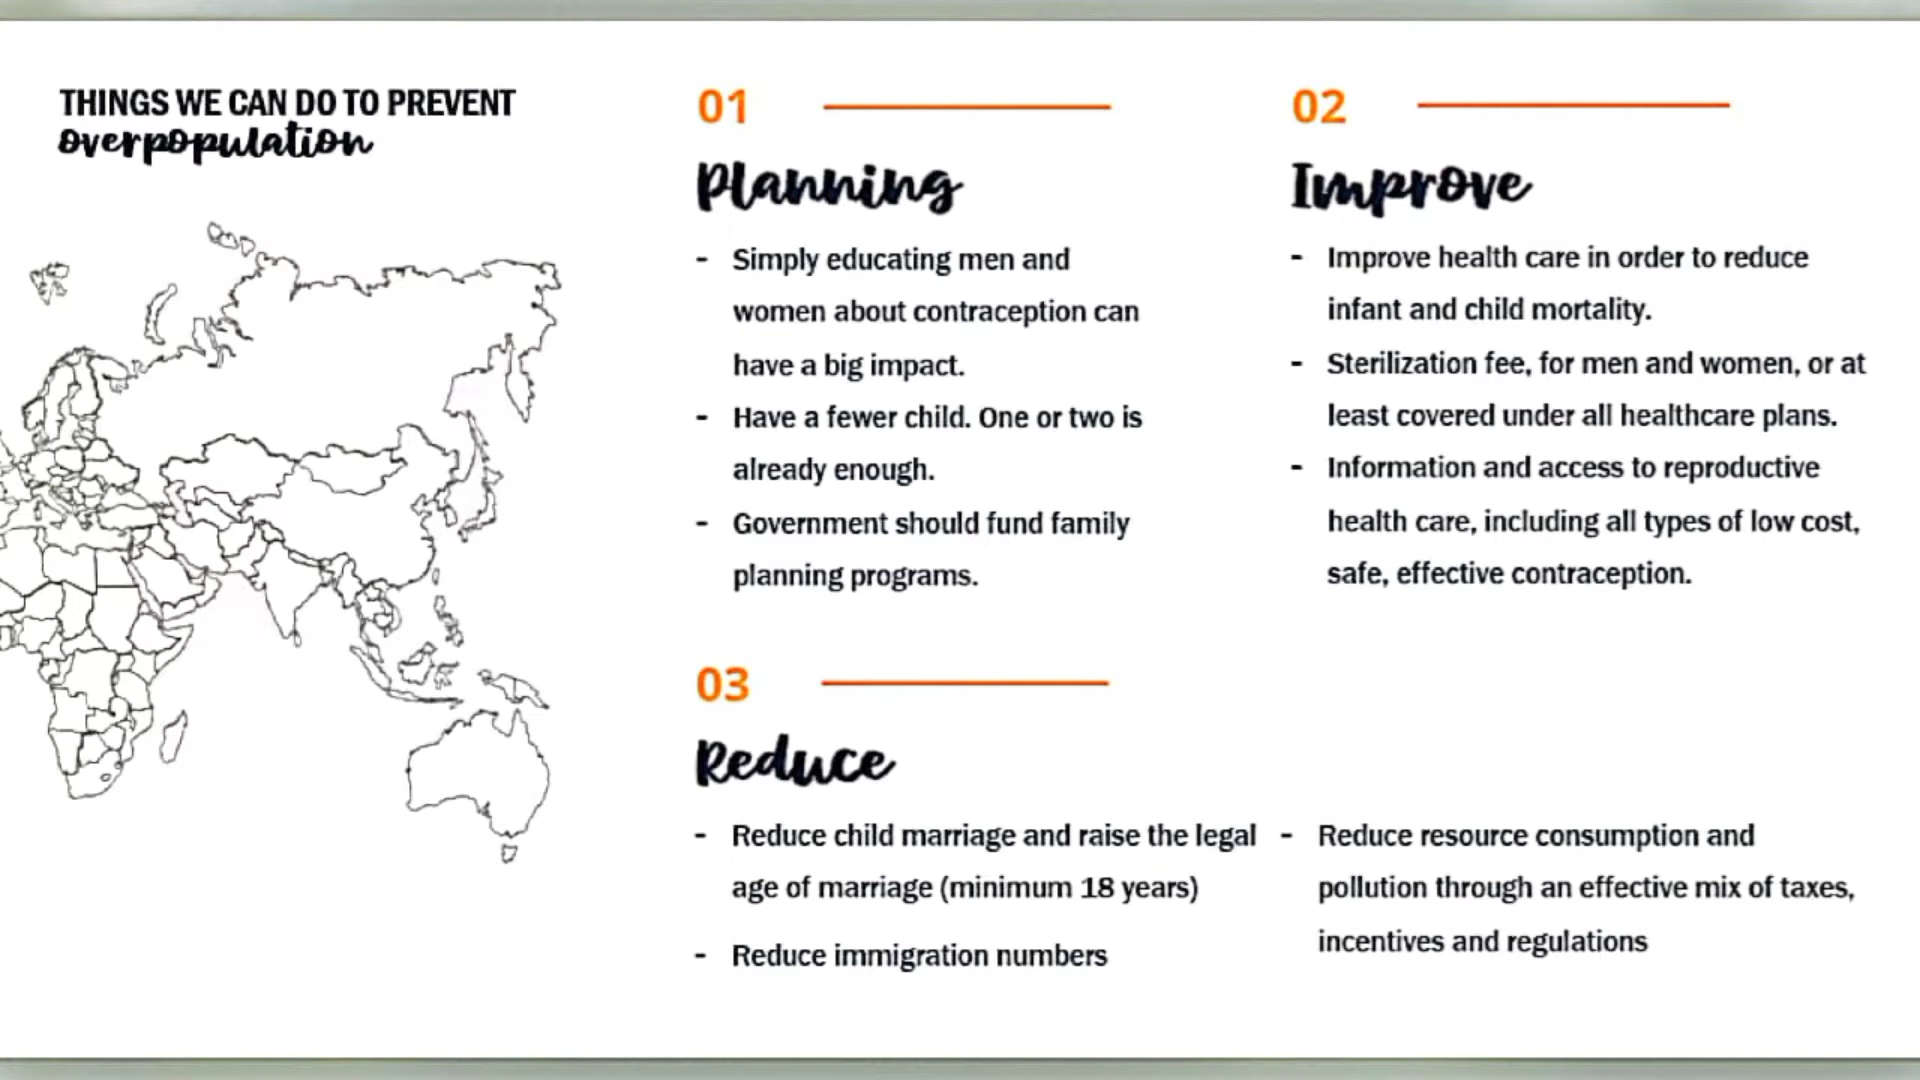 THINGS WE CAN DO TO PREVENT
overpopulation
01
Planning
- Simply educating men and
women about contraception can
have a big impact.
- Have a fewer child. One or two is
already enough.
- Government should fund family
planning programs.
02
Improve
- Improve health care in order to reduce
infant and child mortality.
- Sterilization fee, for men and women, or at
least covered under all healthcare plans.
- Information and access to reproductive
health care, including all types of low cost,
safe, effective contraception.
03
Reduce
- Reduce child marriage and raise the legal
age of marriage (minimum 18 years)
- Reduce immigration numbers
- Reduce resource consumption and
pollution through an effective mix of taxes,
incentives and regulations